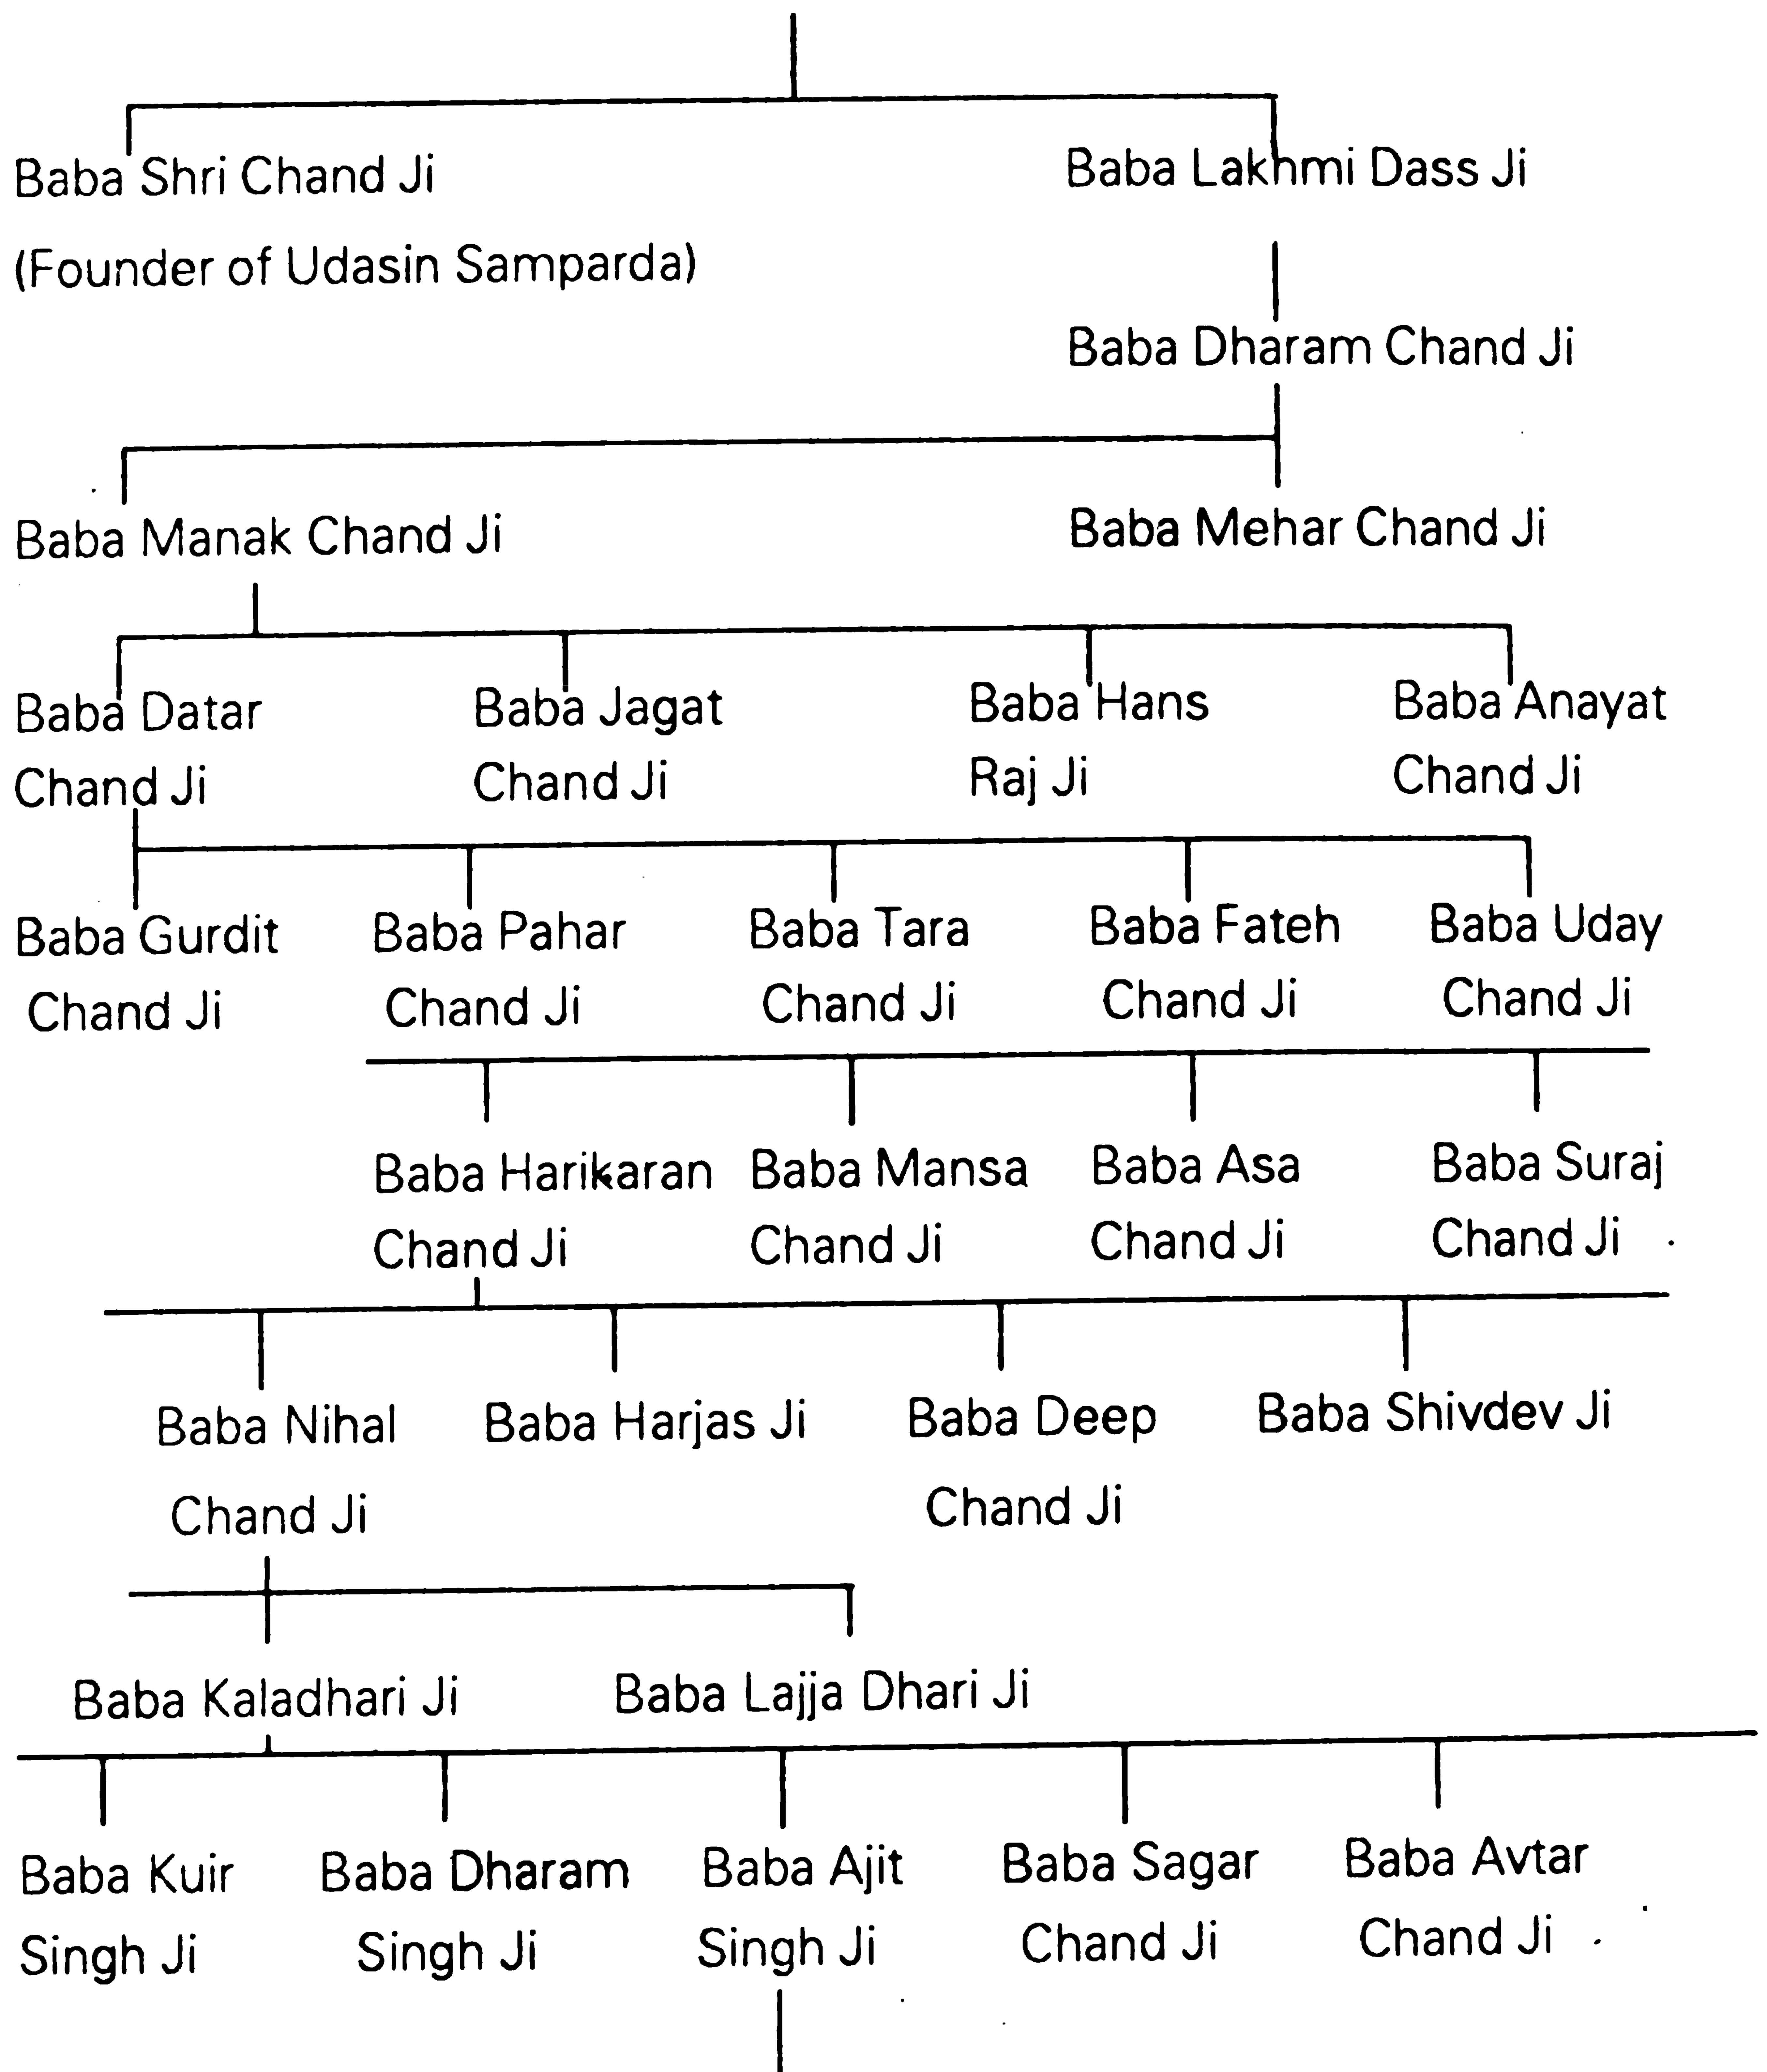 Baba Shri Chand Ji
Baba Lakhmi Dass Ji
(Founder of Udasin Samparda)
Baba Dharam Chand Ji
Baba Manak Chand Ji
Baba Mehar Chand Ji
Baba Datar
Chand Ji
Baba Jagat
Chand Ji
Baba Hans
Raj Ji
Baba Anayat
Chand Ji
Baba Gurdit
Chand Ji
Baba Pahar
Chand Ji
Baba Tara
Chand Ji
Baba Fateh
Chand Ji
Baba Uday
Chand Ji
Baba Harikaran
Chand Ji
Baba Mansa
Chand Ji
Baba Asa
Chand Ji
Baba Suraj
Chand Ji
Baba Nihal
Chand Ji
Baba Harjas Ji
Baba Deep
Chand Ji
Baba Shivdev Ji
Baba Kaladhari Ji
Baba Lajja Dhari Ji
Baba Kuir
Singh Ji
Baba Dharam
Singh Ji
Baba Ajit
Singh Ji
Baba Sagar
Chand Ji
Baba Avtar
Chand Ji